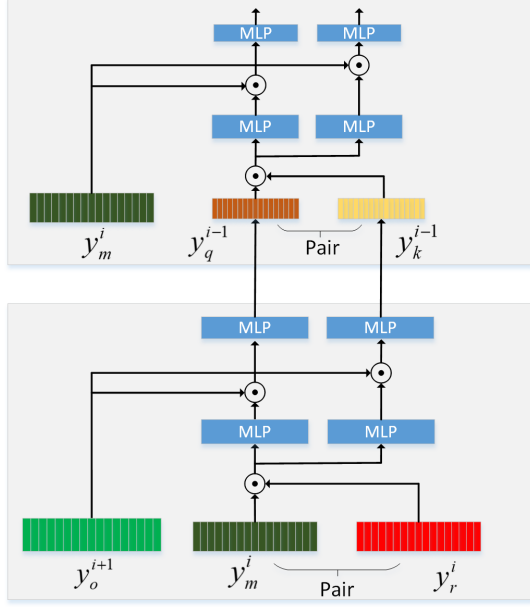 MLP MLP
MLP MLP
y_m^i y_q^{i-1} Pair y_k^{i-1}
MLP MLP
MLP MLP
y_o^{i+1} y_m^i Pair y_r^i